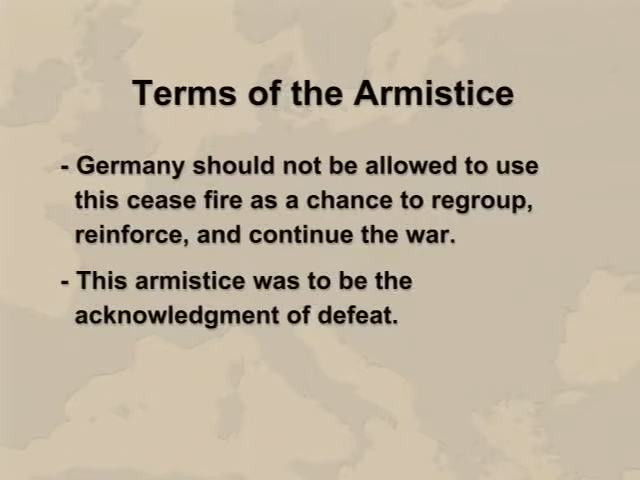 Terms of the Armistice
- Germany should not be allowed to use
this cease fire as a chance to regroup,
reinforce, and continue the war.
- This armistice was to be the
acknowledgment of defeat.